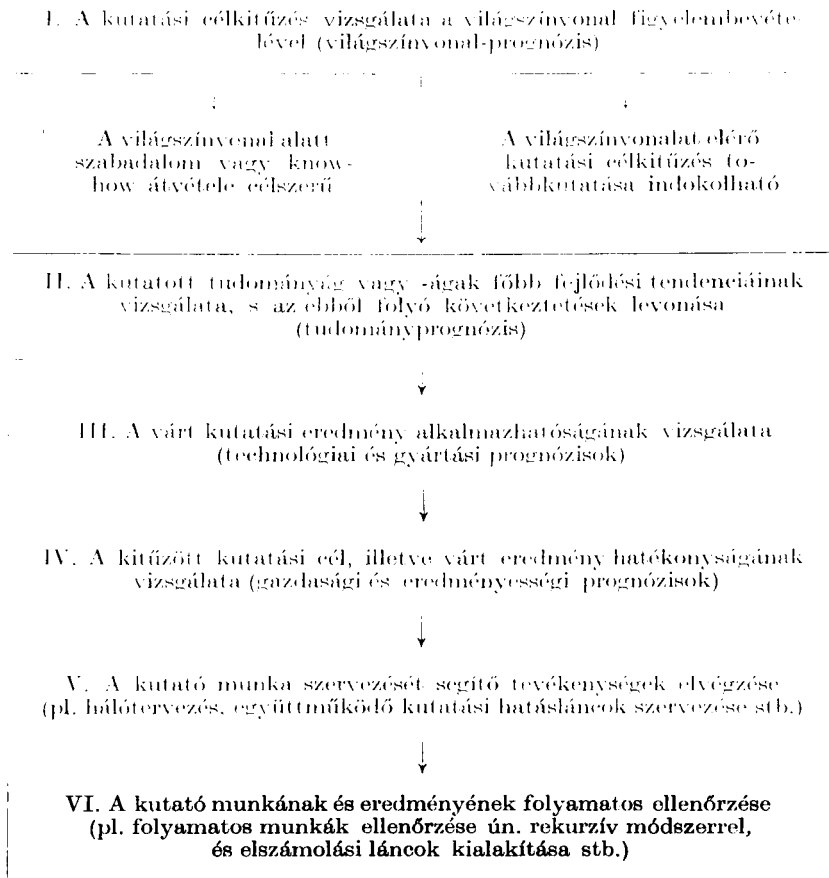 I. A kutatási célkitűzés vizsgálata a világszínvonal figyelembevéte-
lével (világszínvonal-prognózis)
A világszínvonal alatt
szabadalom vagy know-
how átvétele célszerű
A világszínvonalat elérő
kutatási célkitűzés to-
vábbkutatása indokolható
II. A kutatott tudományág vagy -ágak főbb fejlődési tendenciáinak
vizsgálata, s az ebből folyó következtetések levonása
(tudományprognózis)
III. A várt kutatási eredmény alkalmazhatóságának vizsgálata
(technológiai és gyártási prognózisok)
IV. A kitűzött kutatási cél, illetve várt eredmény hatékonyságának
vizsgálata (gazdasági és eredményességi prognózisok)
V. A kutató munka szervezését segítő tevékenységek elvégzése
(pl. hálótervezés, együttműködő kutatási hatásláncok szervezése stb.)
VI. A kutató munkának és eredményének folyamatos ellenőrzése
(pl. folyamatos munkák ellenőrzése ún. rekurzív módszerrel,
és elszámolási láncok kialakítása stb.)